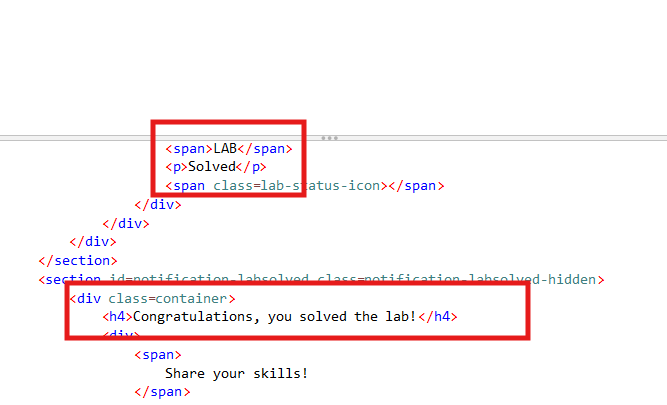 <span>LAB</span>
<p>Solved</p>
<span class=lab-status-icon></span>
</div>
</div>
</div>
</section>
<section id=notification-labsolved class=notification-labsolved-hidden>
<div class=container>
<h4>Congratulations, you solved the lab!</h4>
<div>
<span>
Share your skills!
</span>